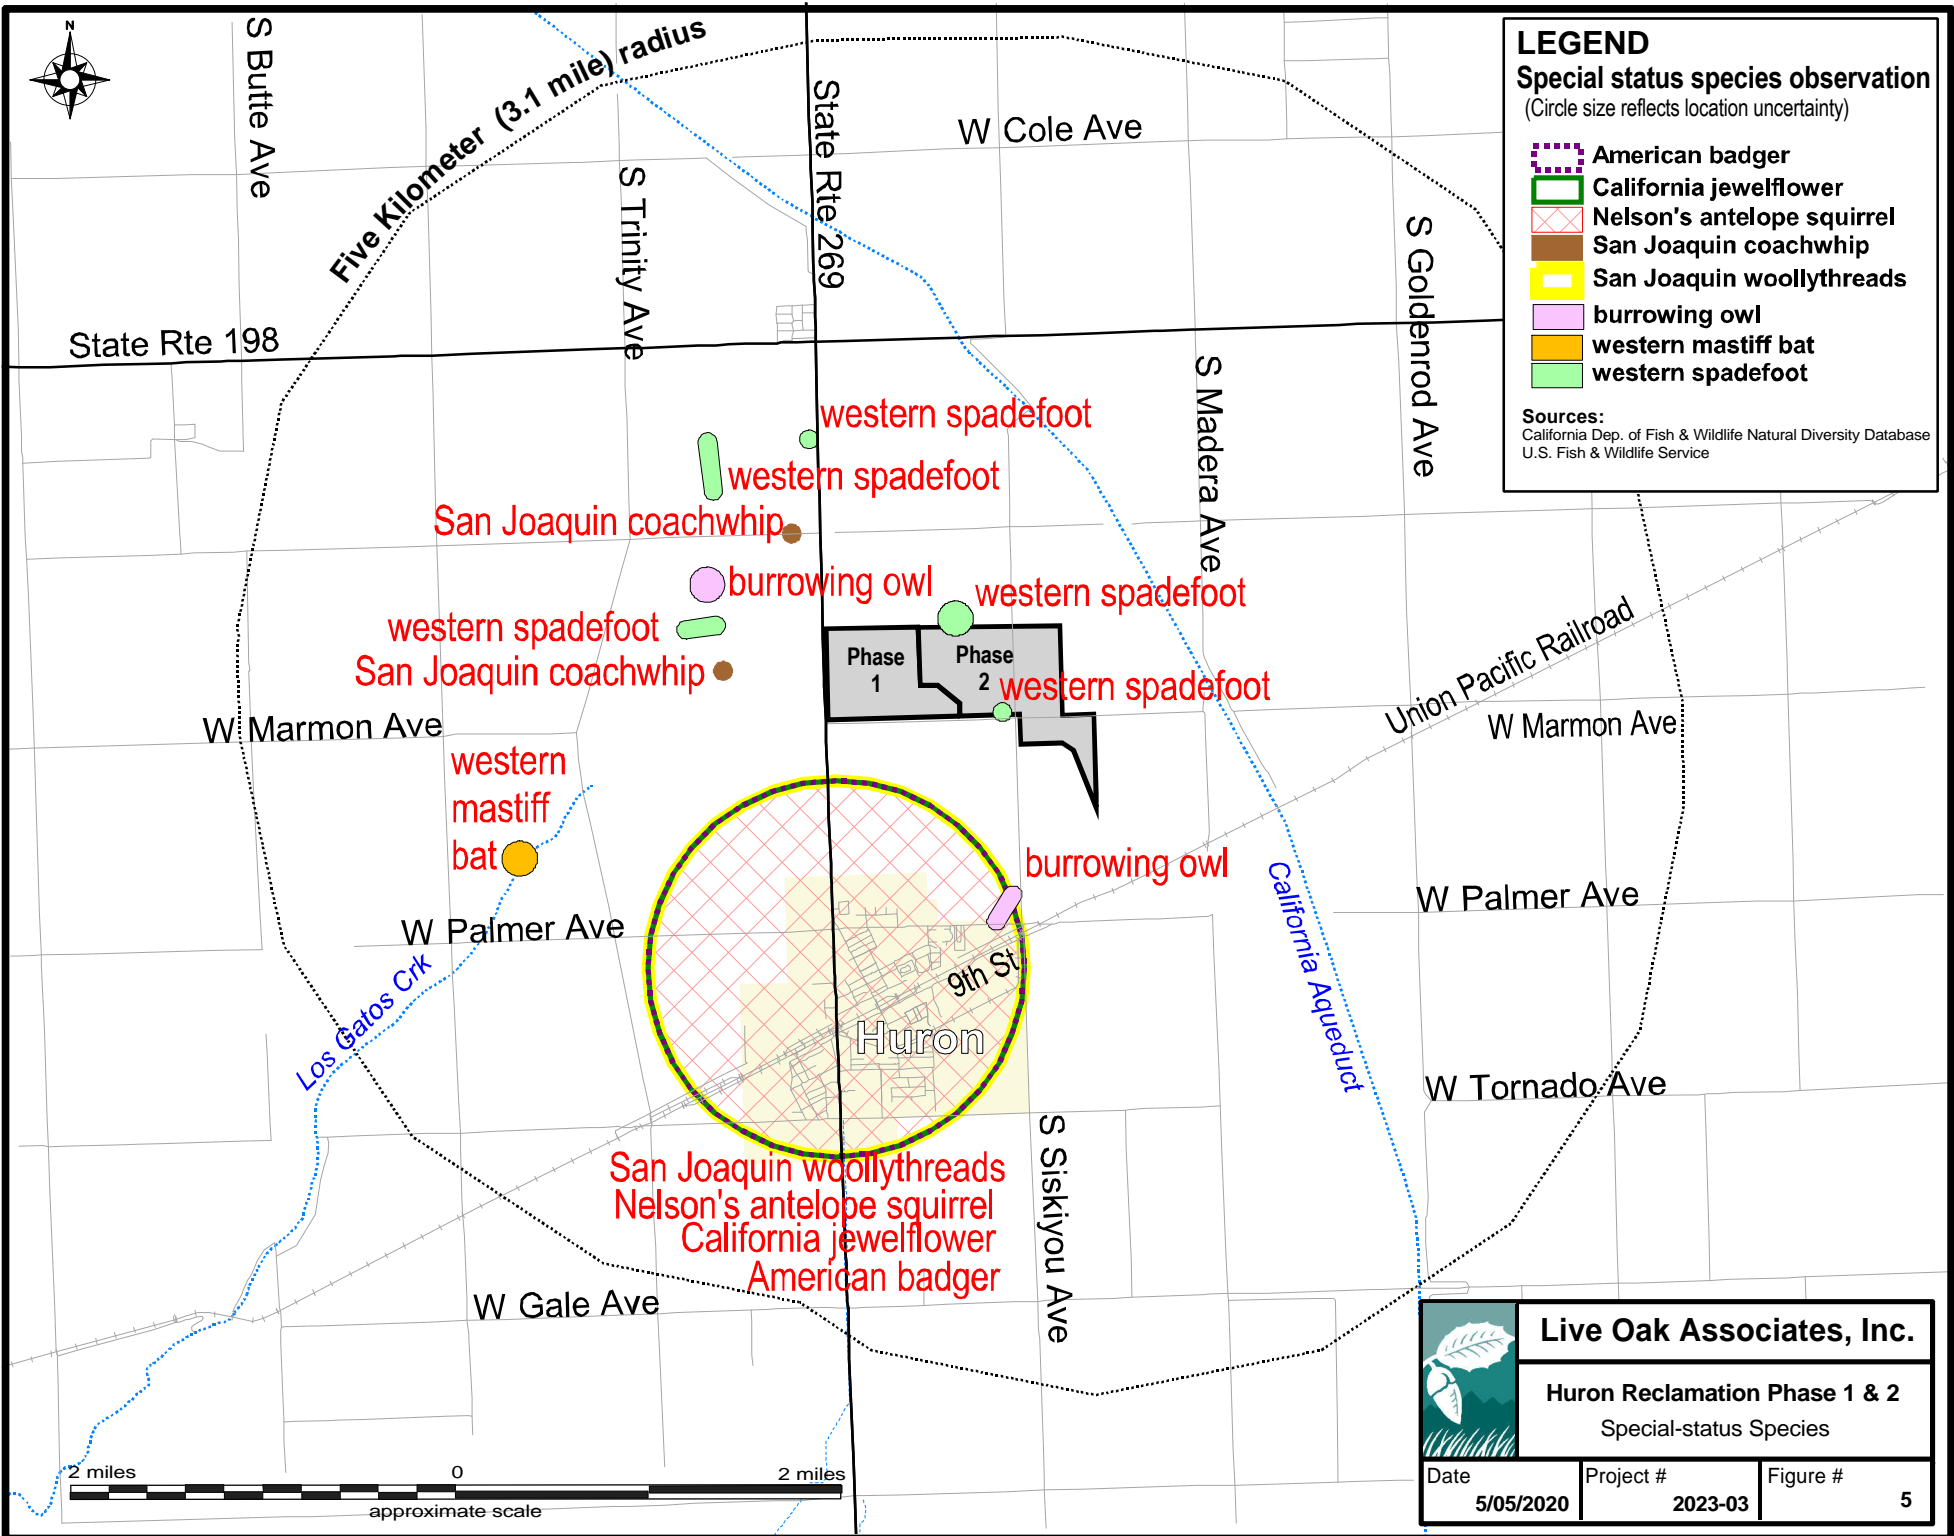 N
S Butte Ave
Five Kilometer (3.1 mile) radius
S Trinity Ave
State Rte 269
W Cole Ave
S Goldenrod Ave
State Rte 198
S Madera Ave
LEGEND
Special status species observation
(Circle size reflects location uncertainty)
American badger
California jewelflower
Nelson's antelope squirrel
San Joaquin coachwhip
San Joaquin woollythreads
burrowing owl
western mastiff bat
western spadefoot
Sources:
California Dep. of Fish & Wildlife Natural Diversity Database
U.S. Fish & Wildlife Service
western spadefoot
western spadefoot
San Joaquin coachwhip
burrowing owl
western spadefoot
western spadefoot
San Joaquin coachwhip
Phase
1
Phase
2
western spadefoot
Union Pacific Railroad
W Marmon Ave
W Marmon Ave
western
mastiff
bat
burrowing owl
W Palmer Ave
W Palmer Ave
California Aqueduct
Los Gatos Crk
9th St
Huron
W Tornado Ave
S Siskiyou Ave
San Joaquin woollythreads
Nelson's antelope squirrel
California jewelflower
American badger
W Gale Ave
2 miles
0
2 miles
approximate scale
Live Oak Associates, Inc.
Huron Reclamation Phase 1 & 2
Special-status Species
Date
5/05/2020
Project #
2023-03
Figure #
5